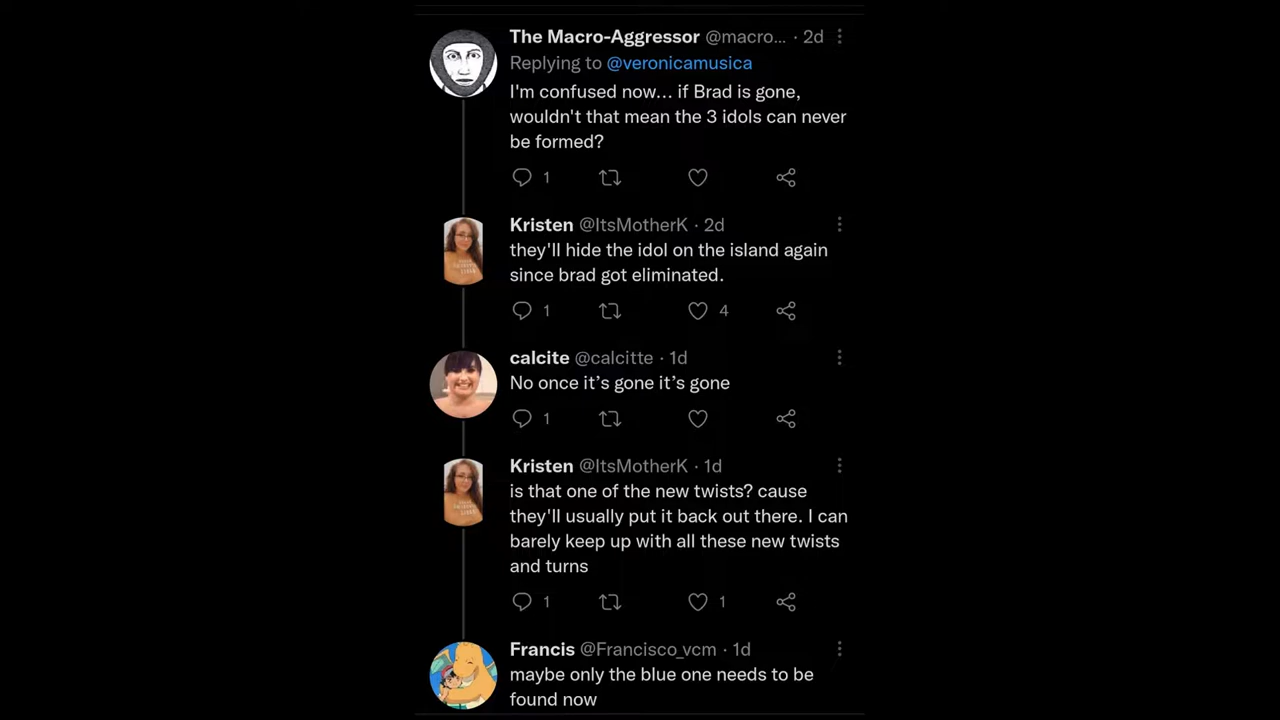 The Macro-Aggressor @macro... · 2d
Replying to @veronicamusica
I'm confused now... if Brad is gone,
wouldn't that mean the 3 idols can never
be formed?
1
Kristen @ItsMotherK · 2d
they'll hide the idol on the island again
since brad got eliminated.
1 4
calcite @calcitte · 1d
No once it’s gone it’s gone
1
Kristen @ItsMotherK · 1d
is that one of the new twists? cause
they'll usually put it back out there. I can
barely keep up with all these new twists
and turns
1 1
Francis @Francisco_vcm · 1d
maybe only the blue one needs to be
found now